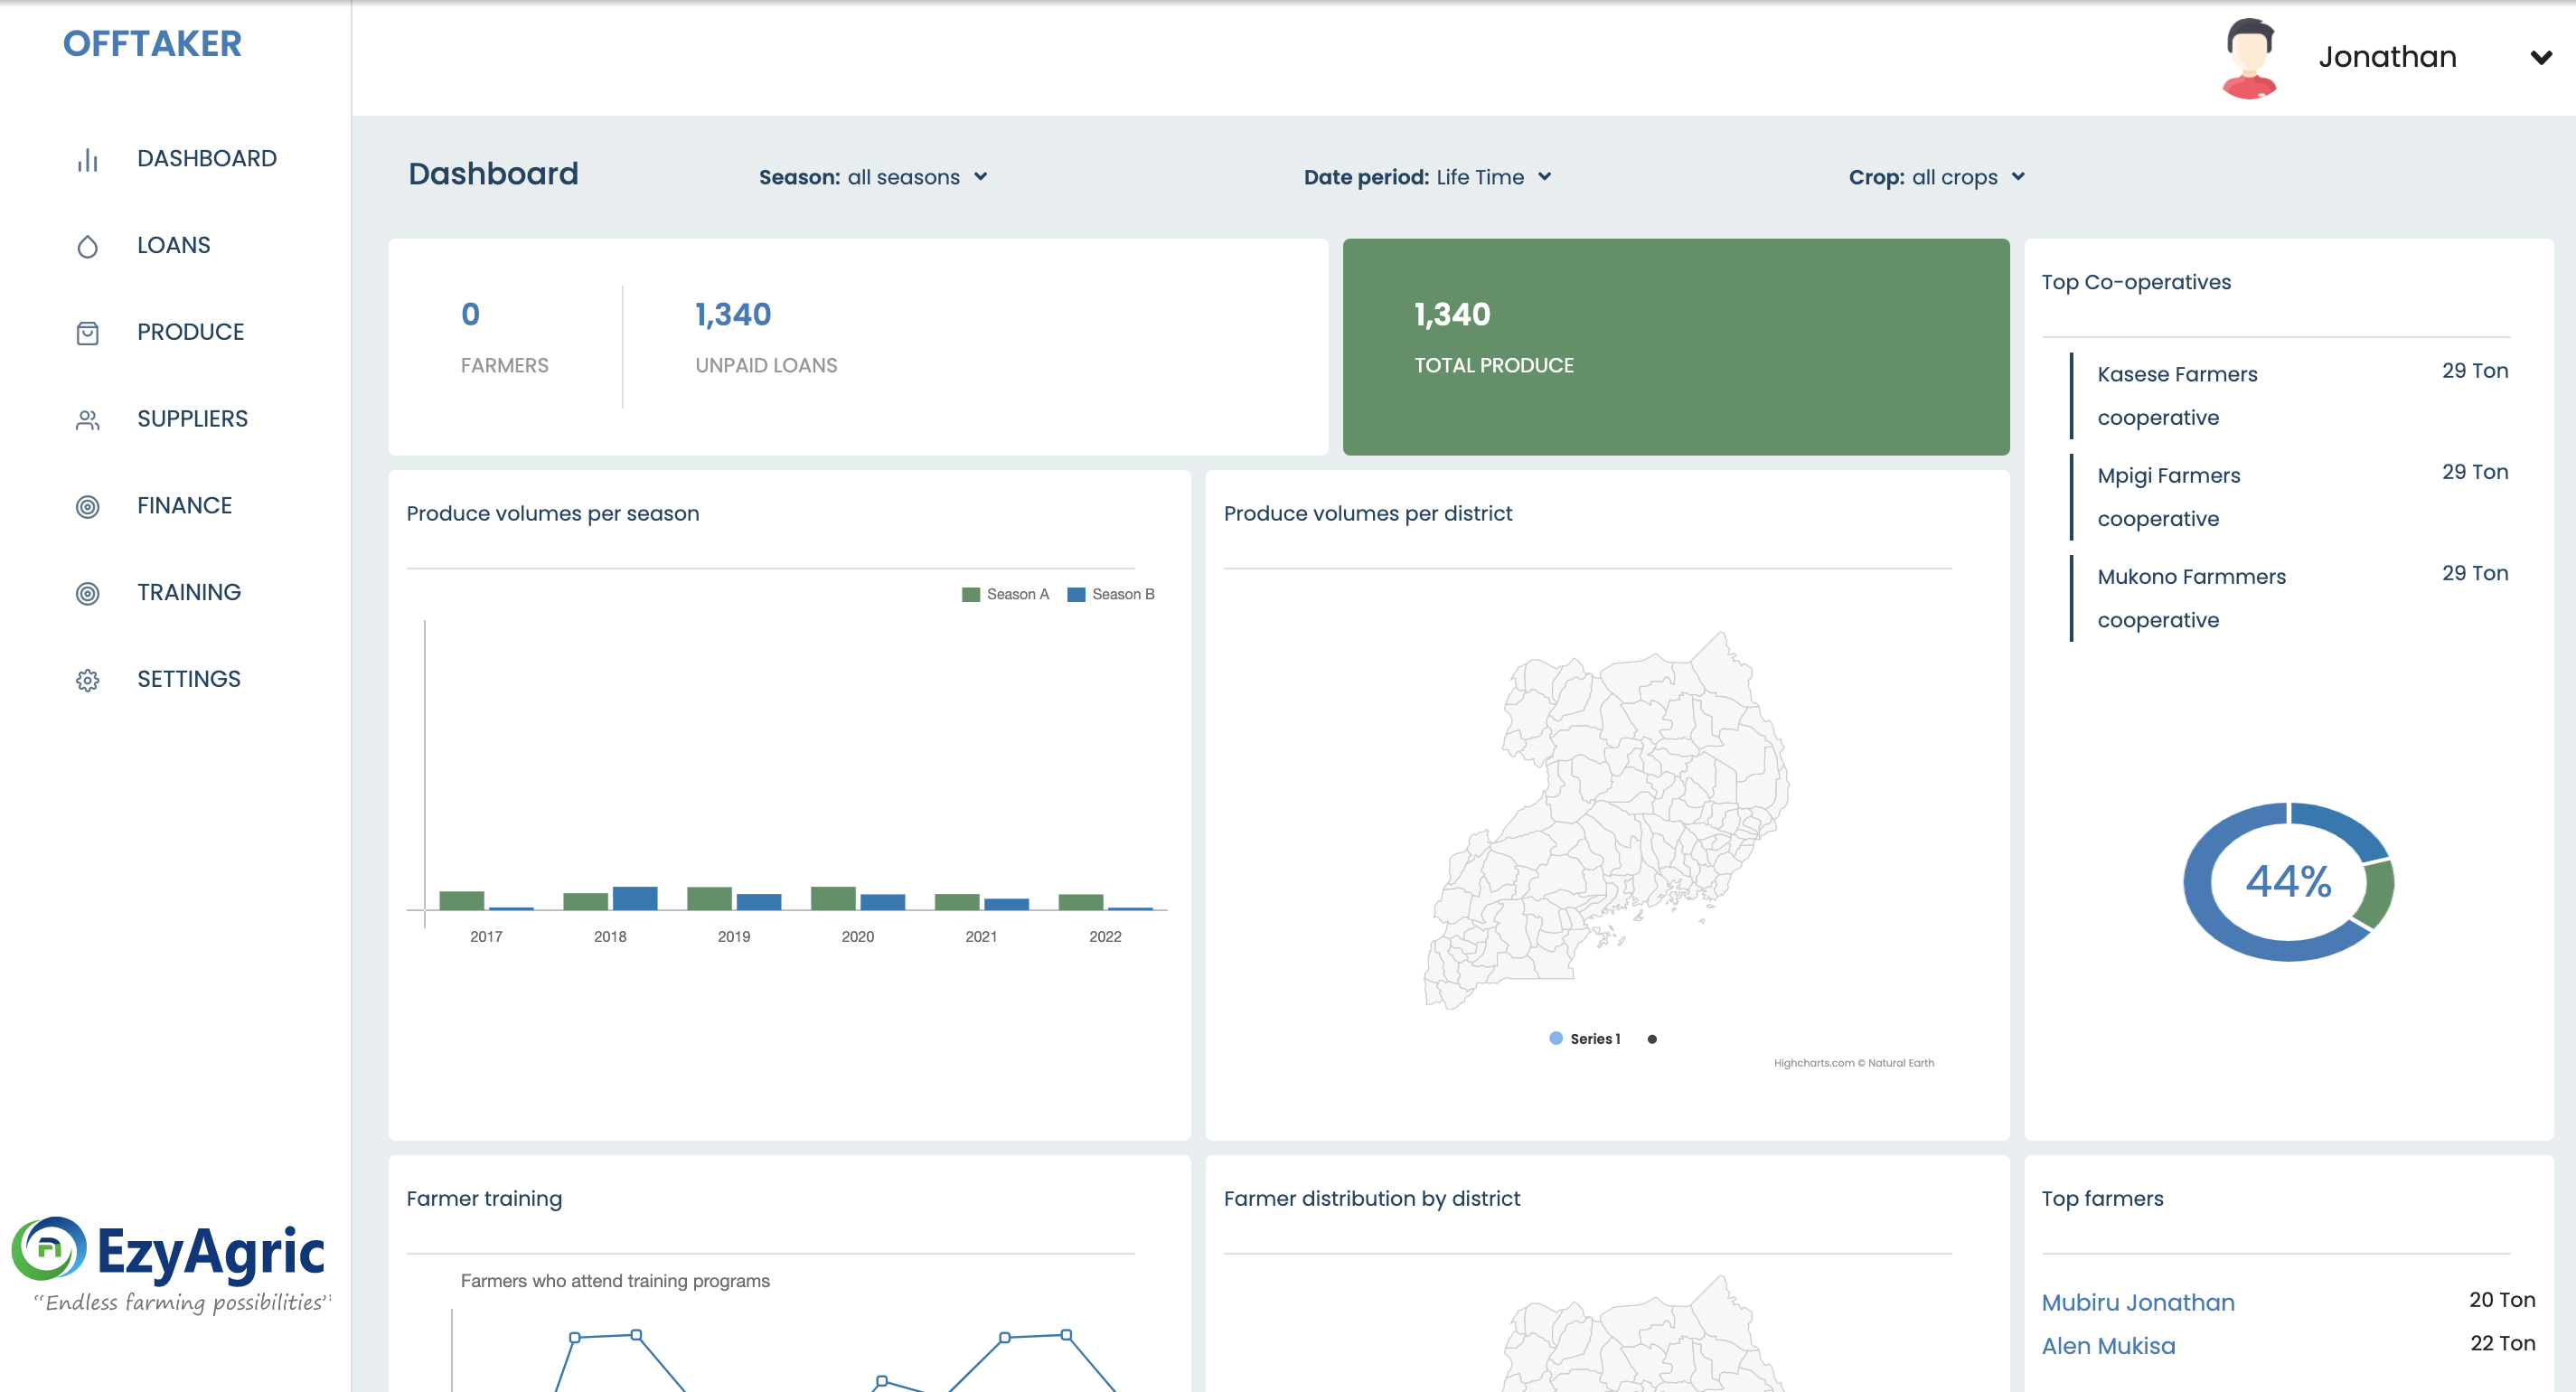 OFFTAKER
Jonathan
DASHBOARD
LOANS
PRODUCE
SUPPLIERS
FINANCE
TRAINING
SETTINGS
EzyAgric
“Endless farming possibilities”
Dashboard
Season: all seasons
Date period: Life Time
Crop: all crops
0
FARMERS
1,340
UNPAID LOANS
1,340
TOTAL PRODUCE
Top Co-operatives
Kasese Farmers
cooperative
29 Ton
Mpigi Farmers
cooperative
29 Ton
Mukono Farmmers
cooperative
29 Ton
44%
Produce volumes per season
Season A
Season B
2017
2018
2019
2020
2021
2022
Produce volumes per district
Series 1
Highcharts.com © Natural Earth
Farmer training
Farmers who attend training programs
Farmer distribution by district
Top farmers
Mubiru Jonathan
20 Ton
Alen Mukisa
22 Ton